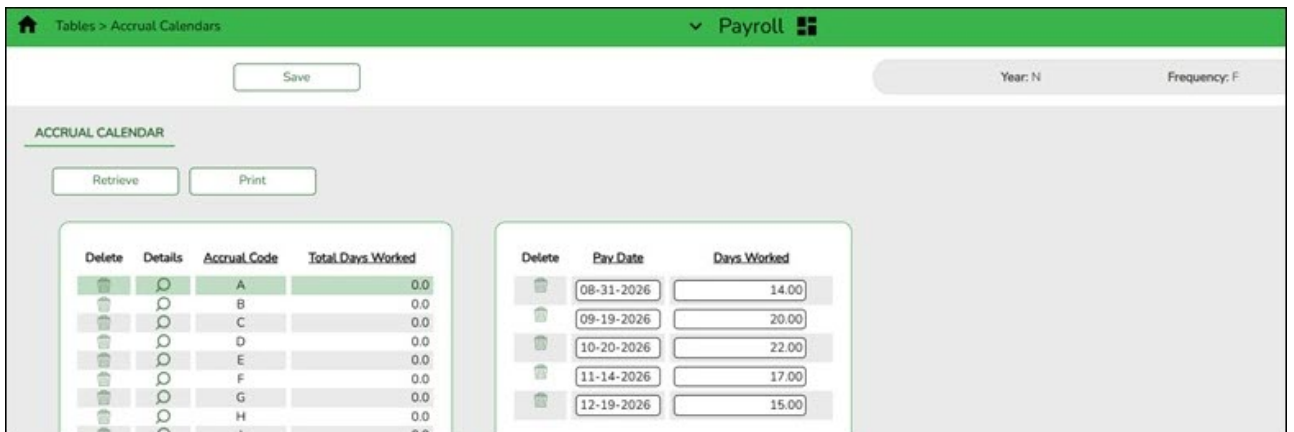 Tables > Accrual Calendars
Payroll
Save
Year: N
Frequency: F
ACCRUAL CALENDAR
Retrieve
Print
Delete Details Accrual Code Total Days Worked
A 0.0
B 0.0
C 0.0
D 0.0
E 0.0
F 0.0
G 0.0
H 0.0
Delete Pay Date Days Worked
08-31-2026 14.00
09-19-2026 20.00
10-20-2026 22.00
11-14-2026 17.00
12-19-2026 15.00